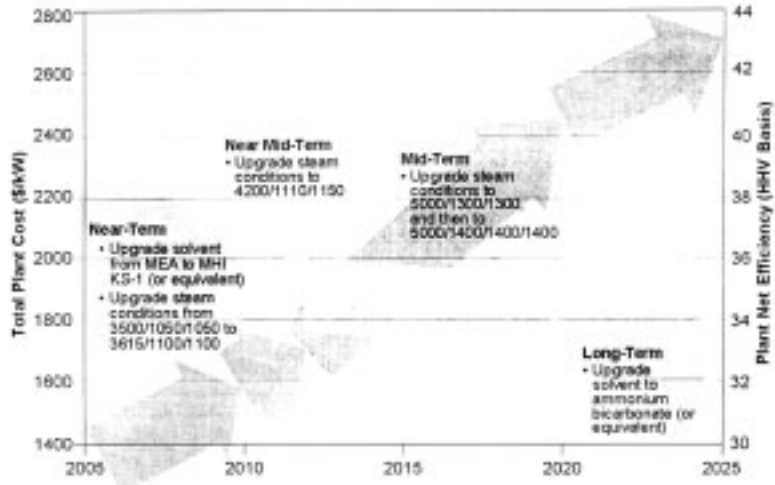 2800
2600
2400
2200
2000
1800
1600
1400
Total Plant Cost ($/kW)
44
42
40
38
36
34
32
30
Plant Net Efficiency (HHV Basis)
2005
2010
2015
2020
2025
Near-Term
• Upgrade solvent
from MEA to MHI
KS-1 (or equivalent)
• Upgrade steam
conditions from
3500/1050/1050 to
3615/1100/1100
Near Mid-Term
• Upgrade steam
conditions to
4200/1110/1150
Mid-Term
• Upgrade steam
conditions to
5000/1300/1300
and then to
5000/1400/1400/1400
Long-Term
• Upgrade
solvent to
ammonium
bicarbonate (or
equivalent)